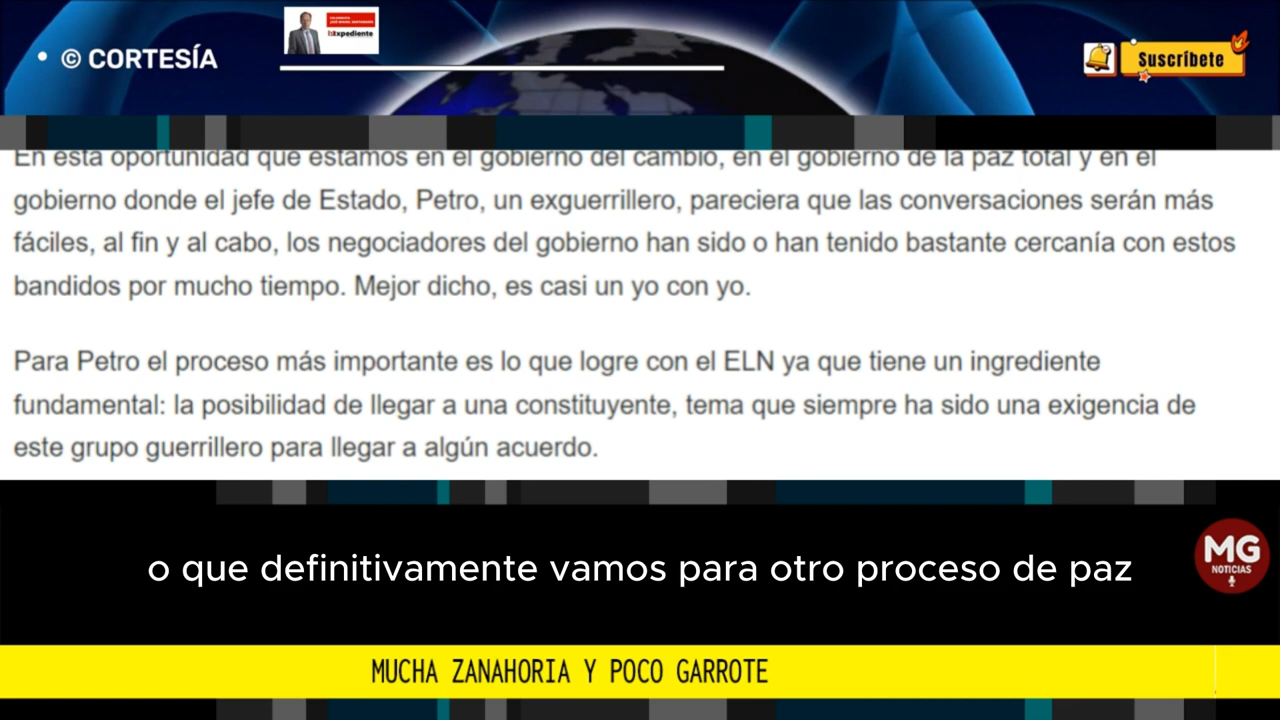 © CORTESÍA
Expediente
Suscríbete
En esta oportunidad que estamos en el gobierno del cambio, en el gobierno de la paz total y en el
gobierno donde el jefe de Estado, Petro, un exguerrillero, pareciera que las conversaciones serán más
fáciles, al fin y al cabo, los negociadores del gobierno han sido o han tenido bastante cercanía con estos
bandidos por mucho tiempo. Mejor dicho, es casi un yo con yo.
Para Petro el proceso más importante es lo que logre con el ELN ya que tiene un ingrediente
fundamental: la posibilidad de llegar a una constituyente, tema que siempre ha sido una exigencia de
este grupo guerrillero para llegar a algún acuerdo.
o que definitivamente vamos para otro proceso de paz
MG
NOTICIAS
MUCHA ZANAHORIA Y POCO GARROTE